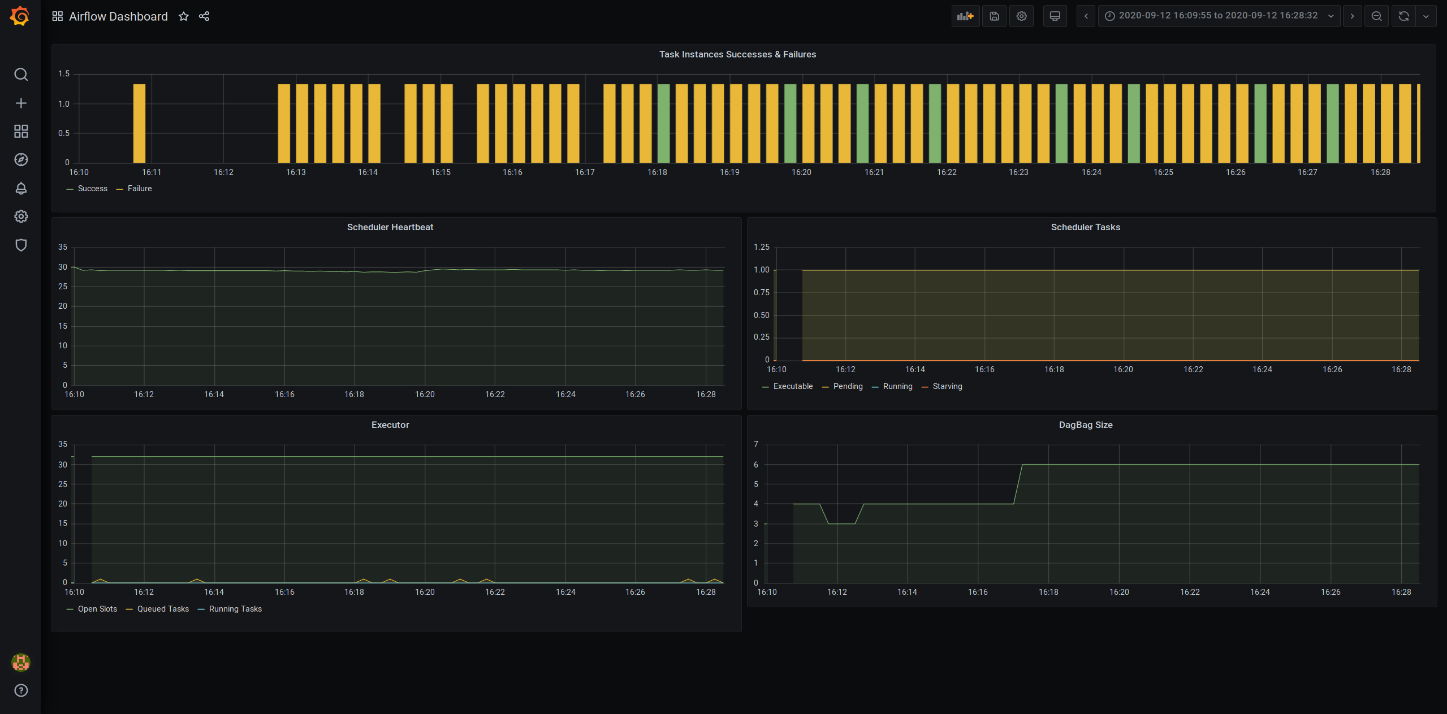 Airflow Dashboard
2020-09-12 16:09:55 to 2020-09-12 16:28:32
Task Instances Successes & Failures
1.5
1.0
0.5
0
16:10 16:11 16:12 16:13 16:14 16:15 16:16 16:17 16:18 16:19 16:20 16:21 16:22 16:23 16:24 16:25 16:26 16:27 16:28
Success Failure
Scheduler Heartbeat
35
30
25
20
15
10
5
0
16:10 16:12 16:14 16:16 16:18 16:20 16:22 16:24 16:26 16:28
Scheduler Tasks
1.25
1.00
0.75
0.50
0.25
0
16:10 16:12 16:14 16:16 16:18 16:20 16:22 16:24 16:26 16:28
Executable Pending Running Starving
Executor
35
30
25
20
15
10
5
0
16:10 16:12 16:14 16:16 16:18 16:20 16:22 16:24 16:26 16:28
Open Slots Queued Tasks Running Tasks
DagBag Size
7
6
5
4
3
2
1
0
16:10 16:12 16:14 16:16 16:18 16:20 16:22 16:24 16:26 16:28